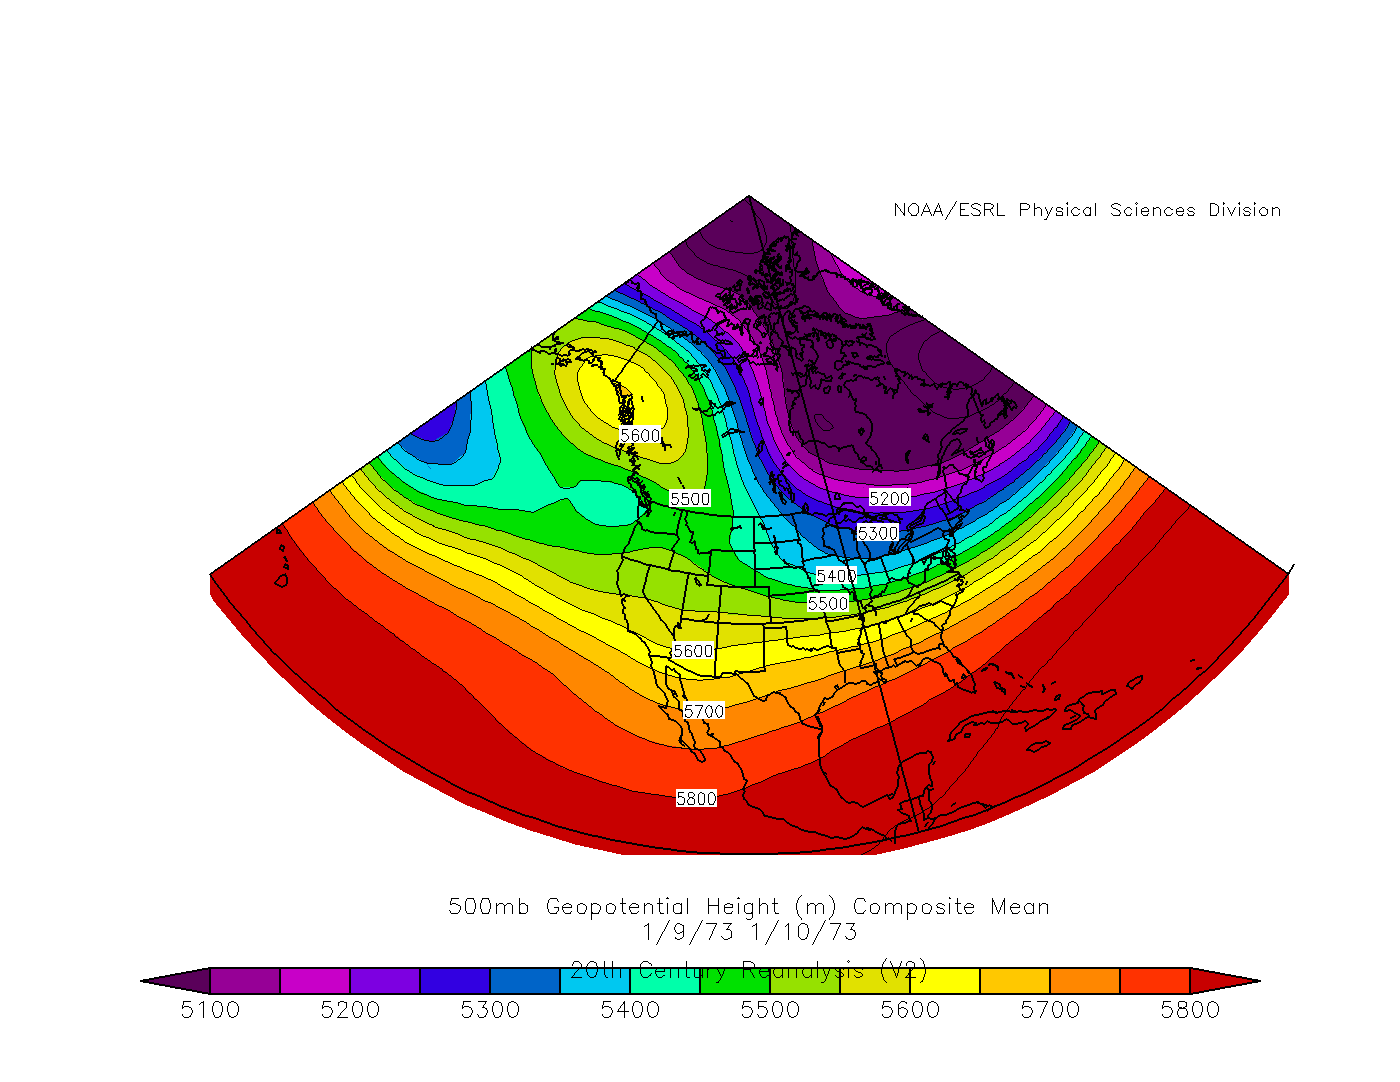 NOAA/ESRL Physical Sciences Division
5600
5500
5200
5300
5400
5500
5600
5700
5800
500mb Geopotential Height (m) Composite Mean
1/9/73 1/10/73
20th Century Reanalysis (V2)
5100 5200 5300 5400 5500 5600 5700 5800